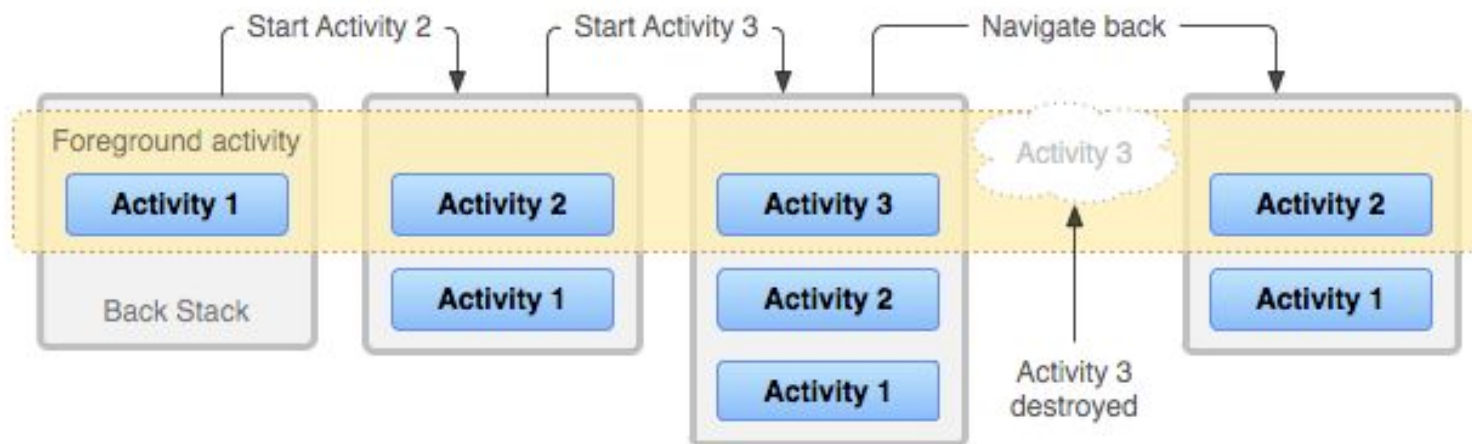 Start Activity 2
Start Activity 3
Navigate back
Foreground activity
Activity 3
Activity 1
Activity 2
Activity 3
Activity 2
Activity 1
Activity 2
Activity 1
Back Stack
Activity 1
Activity 3
destroyed